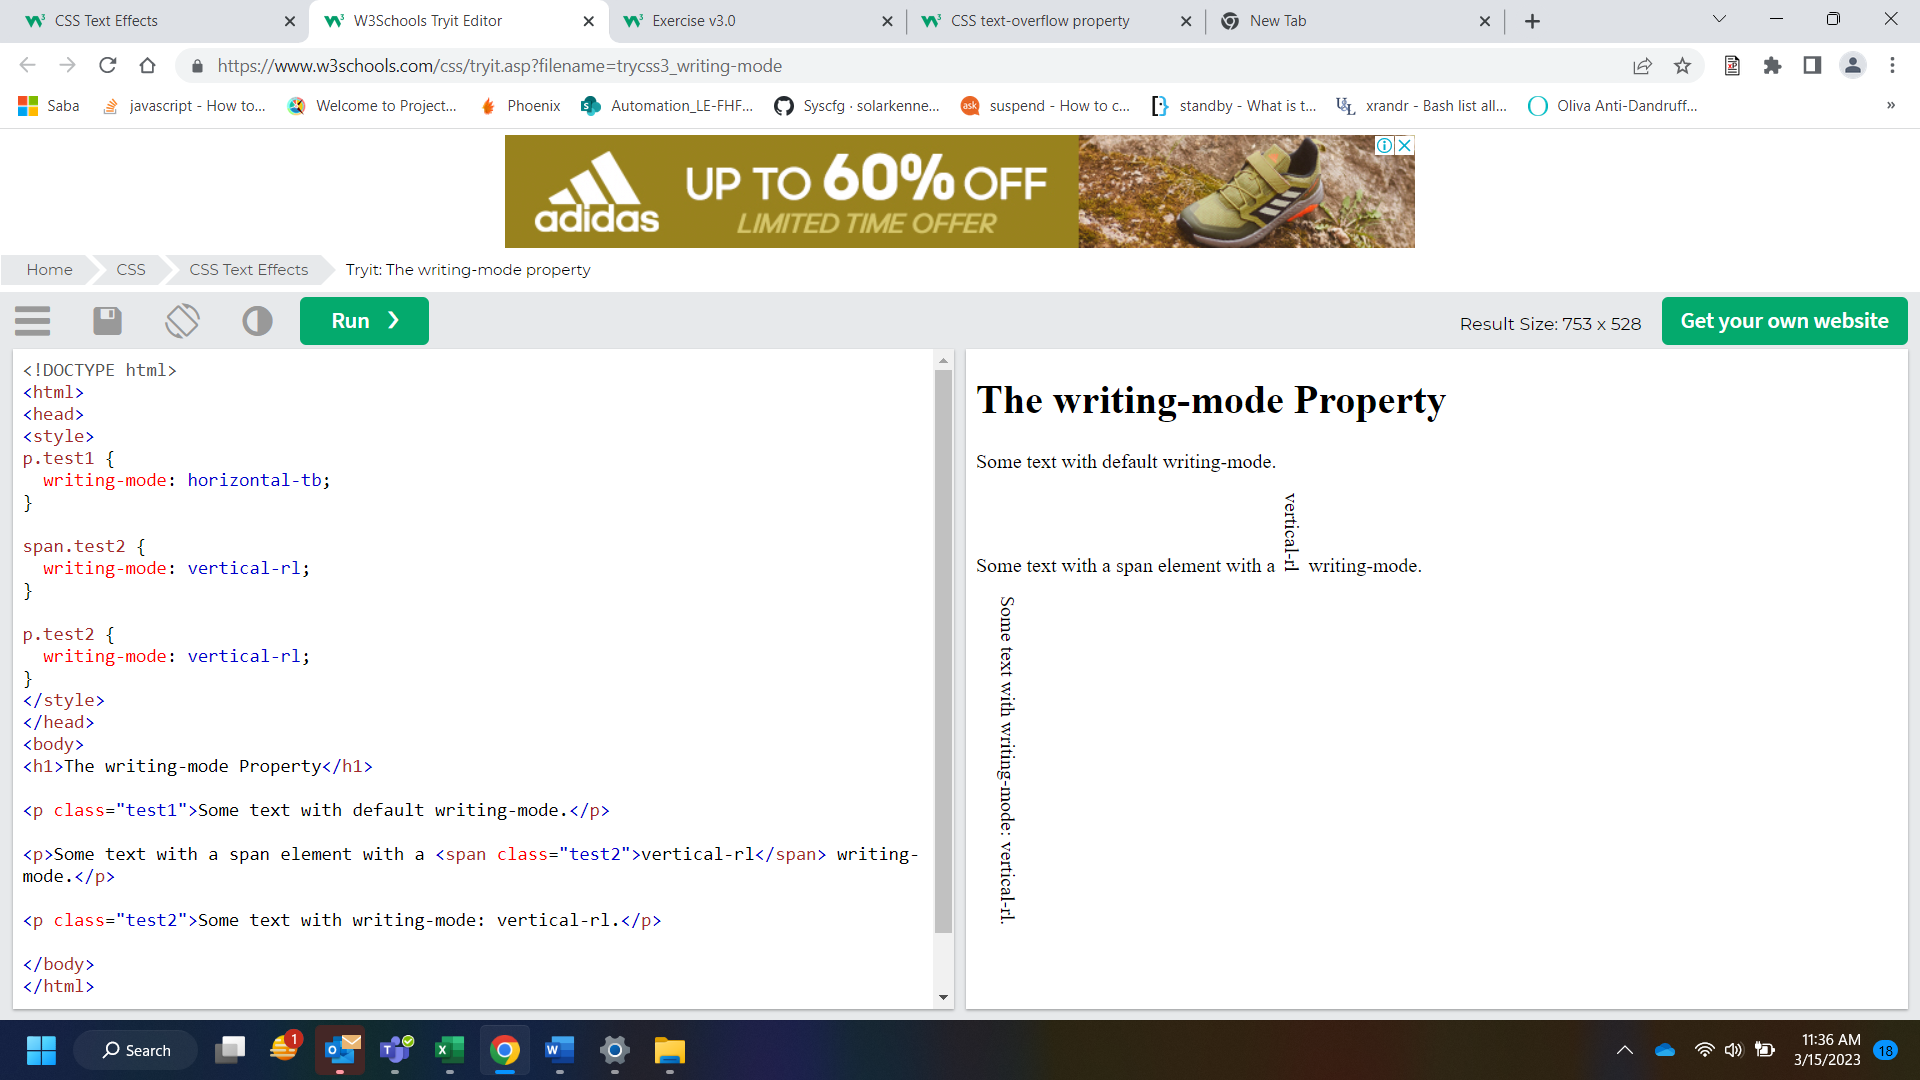 CSS Text Effects
W3Schools Tryit Editor
Exercise v3.0
CSS text-overflow property
New Tab
https://www.w3schools.com/css/tryit.asp?filename=trycss3_writing-mode
Saba
javascript - How to...
Welcome to Project...
Phoenix
Automation_LE-FHF...
Syscfg · solarkenne...
ask
suspend - How to c...
standby - What is t...
xrandr - Bash list all...
Oliva Anti-Dandruff...
»
adidas
UP TO 60% OFF
LIMITED TIME OFFER
Home
CSS
CSS Text Effects
Tryit: The writing-mode property
Run ❯
Result Size: 753 x 528
Get your own website
<!DOCTYPE html>
<html>
<head>
<style>
p.test1 {
  writing-mode: horizontal-tb;
}
span.test2 {
  writing-mode: vertical-rl;
}
p.test2 {
  writing-mode: vertical-rl;
}
</style>
</head>
<body>
<h1>The writing-mode Property</h1>
<p class="test1">Some text with default writing-mode.</p>
<p>Some text with a span element with a <span class="test2">vertical-rl</span> writing-
mode.</p>
<p class="test2">Some text with writing-mode: vertical-rl.</p>
</body>
</html>
The writing-mode Property
Some text with default writing-mode.
Some text with a span element with a vertical-rl writing-mode.
Some text with writing-mode: vertical-rl.
Search
1
11:36 AM
3/15/2023
18